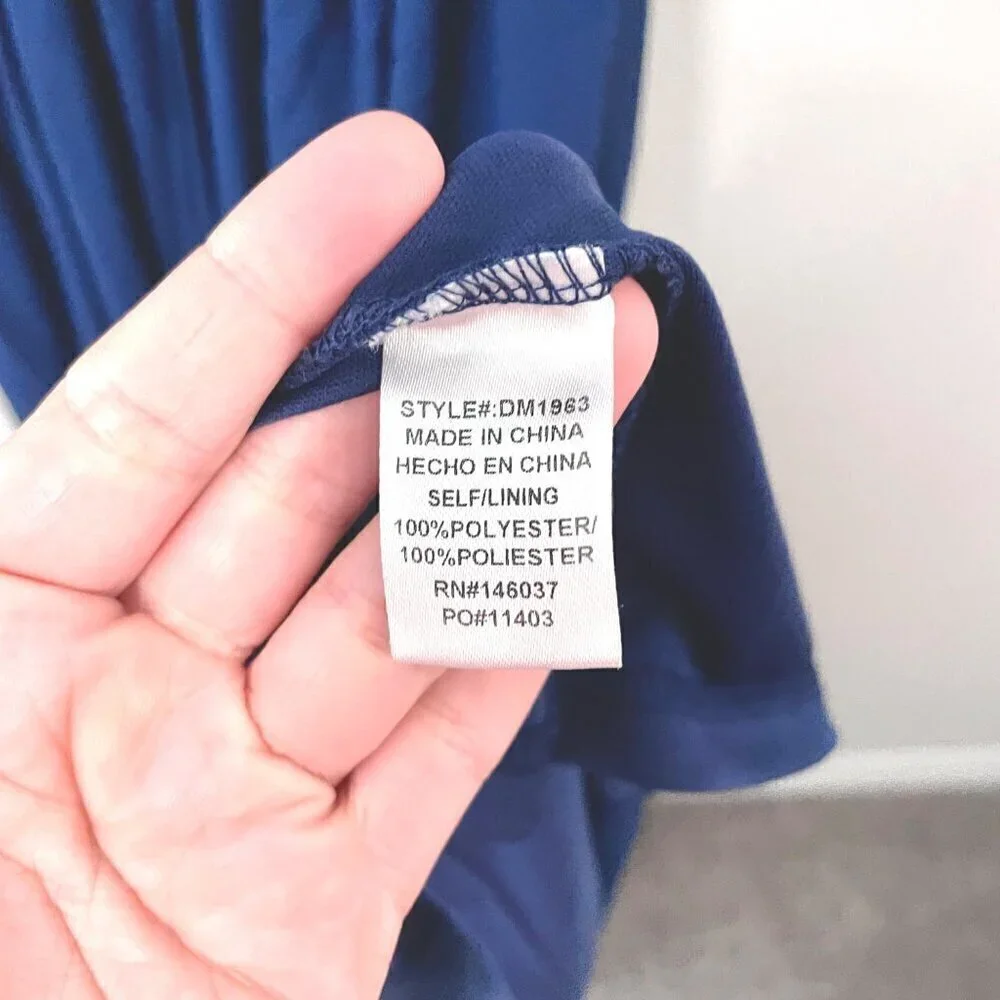 STYLE#:DM1963
MADE IN CHINA
HECHO EN CHINA
SELF/LINING
100%POLYESTER/
100%POLIESTER
RN#146037
PO#11403